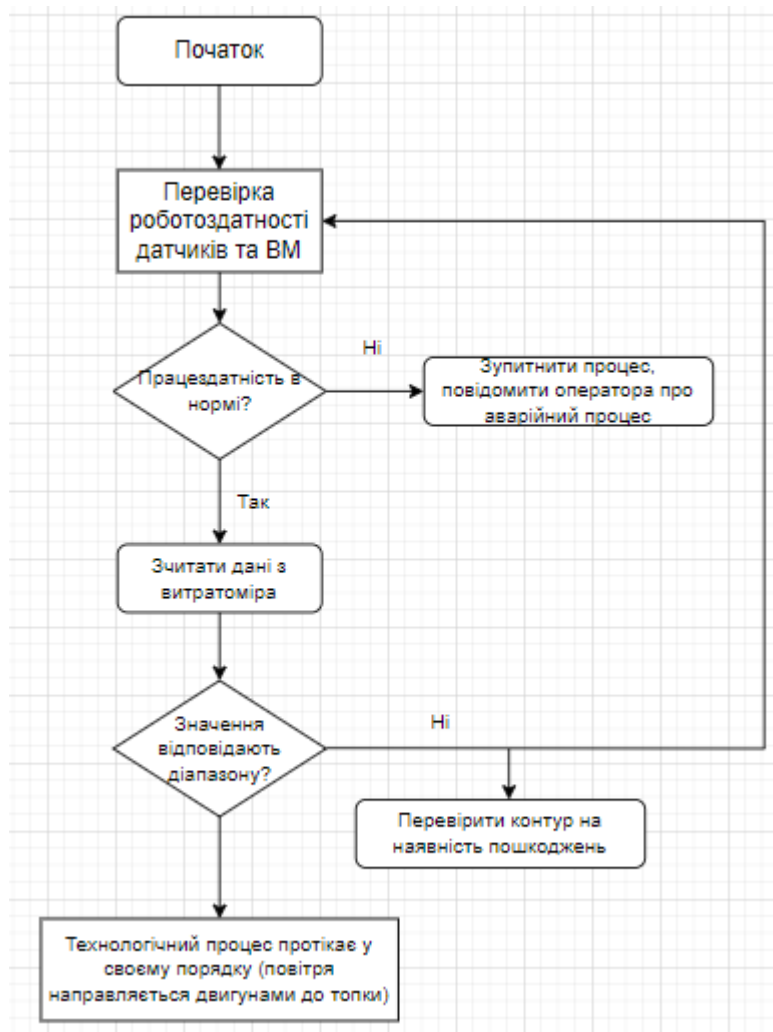 Початок
Перевірка
роботоздатності
датчиків та ВМ
Ні
Працездатність в
нормі?
Зупитнити процес,
повідомити оператора про
аварійний процес
Так
Зчитати дані з
витратоміра
Значення
відповідають
діапазону?
Ні
Перевірити контур на
наявність пошкоджень
Технологічний процес протікає у
своєму порядку (повітря
направляється двигунами до топки)